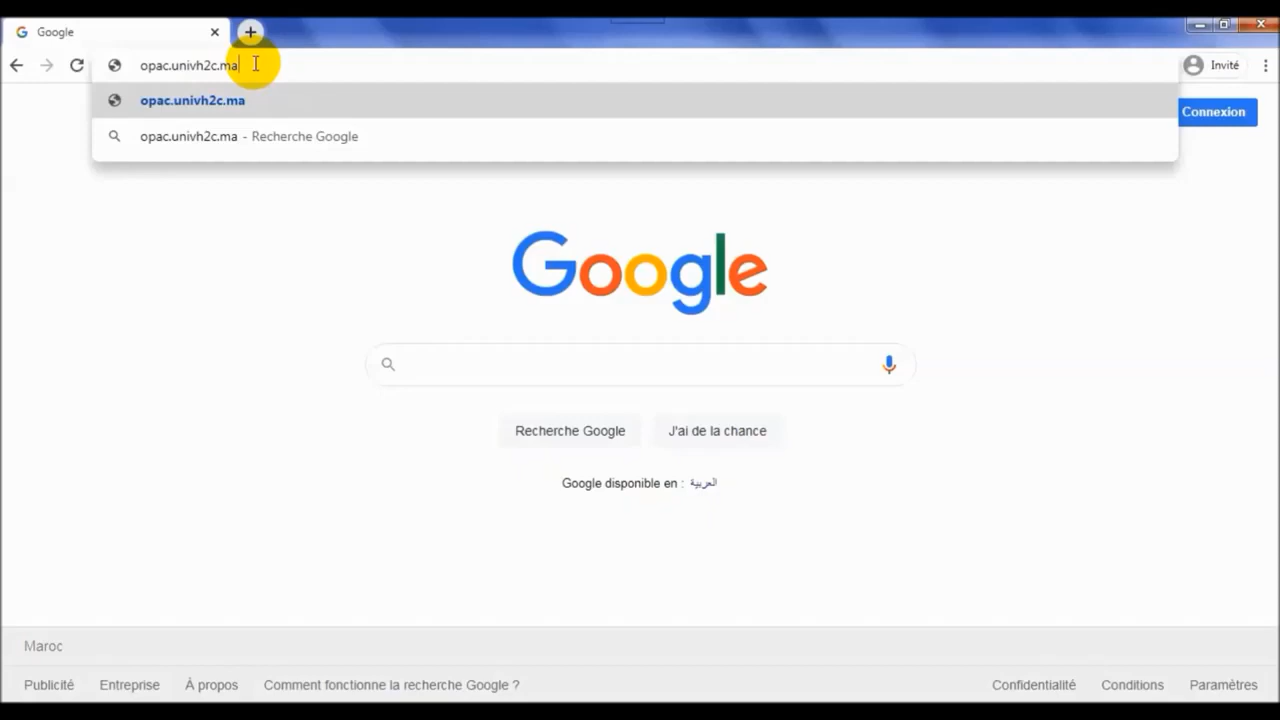 Google
opac.univh2c.ma
Invité
opac.univh2c.ma
opac.univh2c.ma - Recherche Google
Connexion
Google
Recherche Google
J'ai de la chance
Google disponible en : العربية
Maroc
Publicité
Entreprise
À propos
Comment fonctionne la recherche Google ?
Confidentialité
Conditions
Paramètres